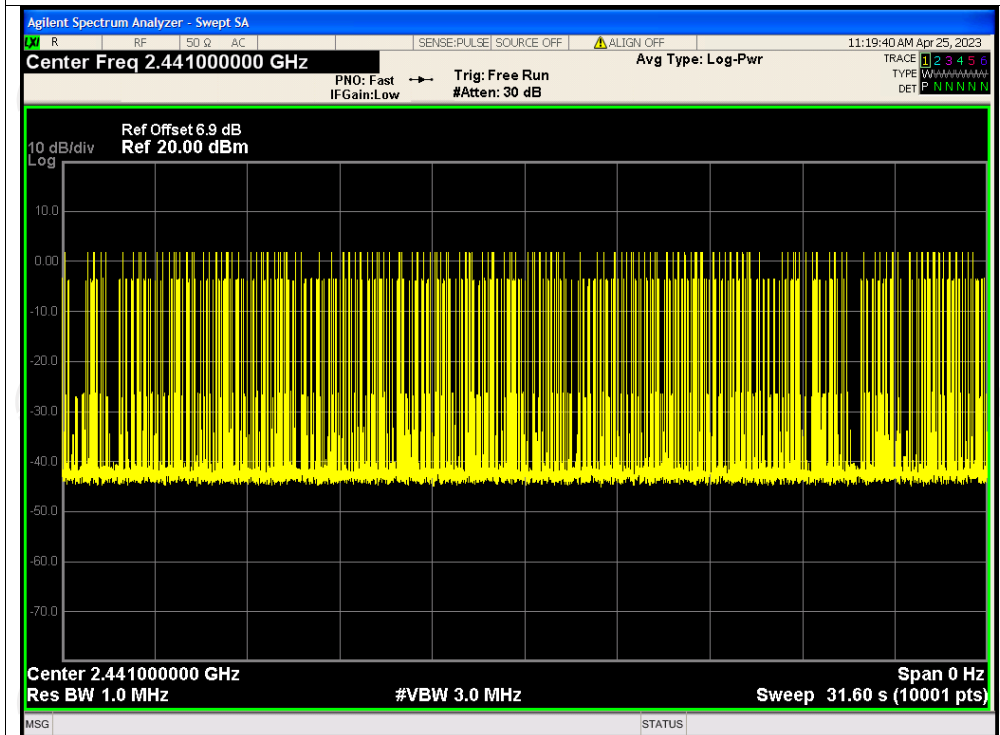 Agilent Spectrum Analyzer - Swept SA
LXI R RF 50 Ω AC SENSE:PULSE SOURCE OFF ALIGN OFF 11:19:40 AM Apr 25, 2023
Center Freq 2.441000000 GHz
Avg Type: Log-Pwr
TRACE 1 2 3 4 5 6
PNO: Fast
Trig: Free Run
TYPE
IFGain:Low
#Atten: 30 dB
DET P N N N N N
Ref Offset 6.9 dB
10 dB/div Ref 20.00 dBm
Log
10.0
0.00
-10.0
-20.0
-30.0
-40.0
-50.0
-60.0
-70.0
Center 2.441000000 GHz Span 0 Hz
Res BW 1.0 MHz #VBW 3.0 MHz Sweep 31.60 s (10001 pts)
MSG STATUS